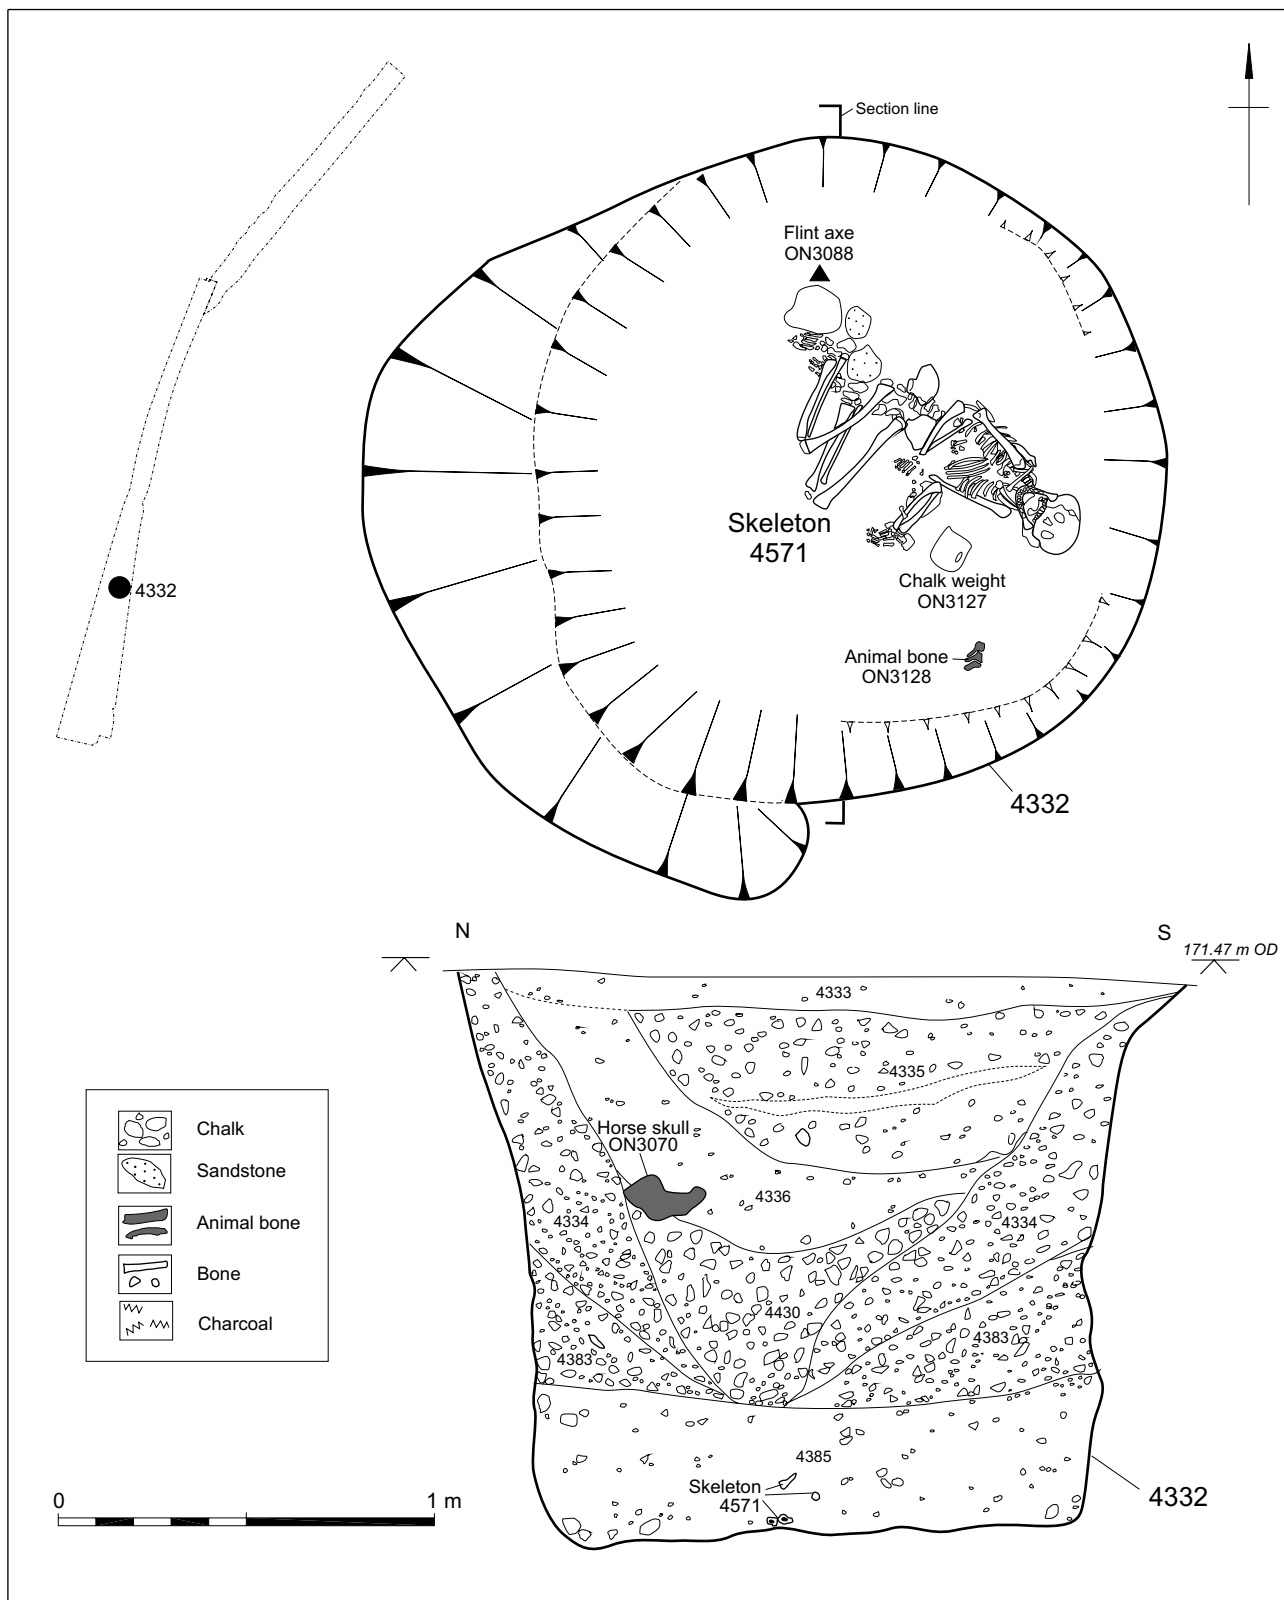 Section line
Flint axe
ON3088
Skeleton
4571
Chalk weight
ON3127
Animal bone
ON3128
4332
4332
N
S
171.47 m OD
4333
4335
Horse skull
ON3070
4336
4334
4334
4430
4383
4383
4385
Skeleton
4571
4332
Chalk
Sandstone
Animal bone
Bone
Charcoal
0
1 m